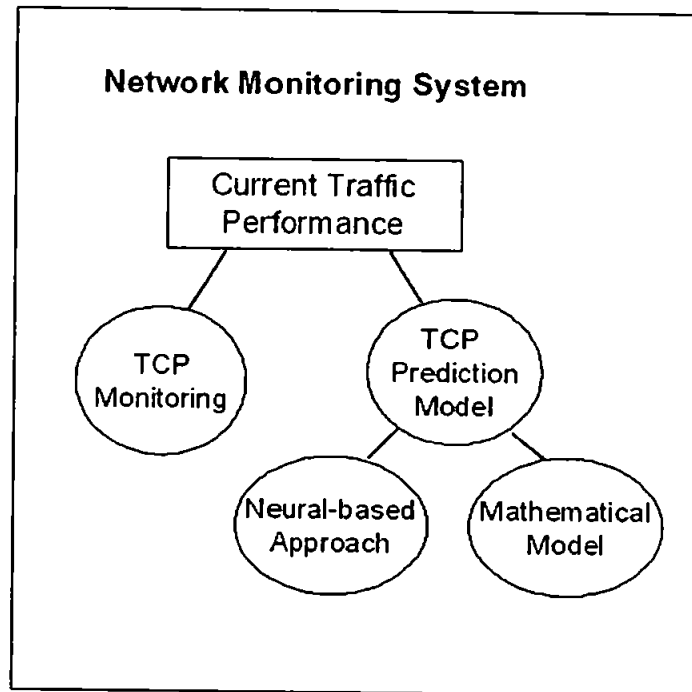 Network Monitoring System
Current Traffic
Performance
TCP
Monitoring
TCP
Prediction
Model
Neural-based
Approach
Mathematical
Model